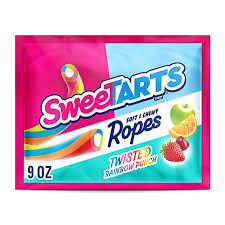 SWEETARTS
SOFT & CHEWY
Ropes
TWISTED
RAINBOW PUNCH
9 OZ